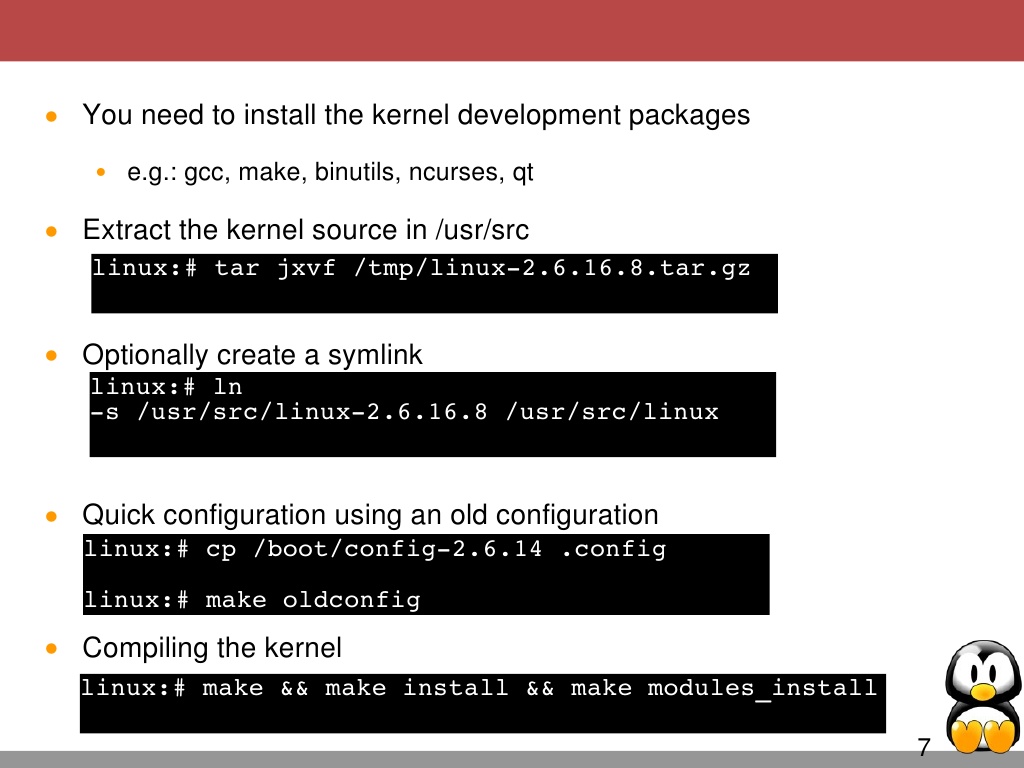 You need to install the kernel development packages
e.g.: gcc, make, binutils, ncurses, qt
Extract the kernel source in /usr/src
linux:# tar jxvf /tmp/linux-2.6.16.8.tar.gz
Optionally create a symlink
linux:# ln
-s /usr/src/linux-2.6.16.8 /usr/src/linux
Quick configuration using an old configuration
linux:# cp /boot/config-2.6.14 .config
linux:# make oldconfig
Compiling the kernel
linux:# make && make install && make modules_install
7